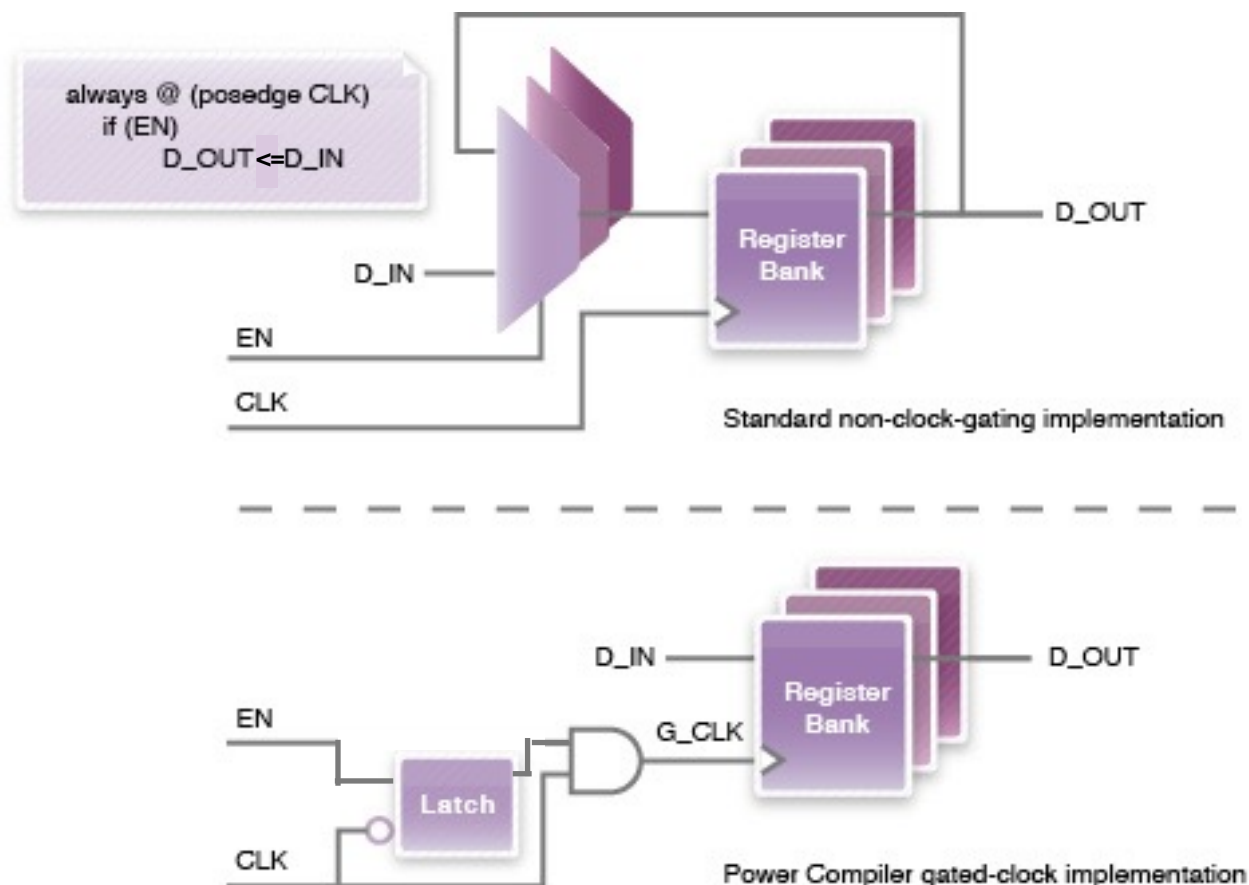 always @ (posedge CLK)
if (EN)
D_OUT<=D_IN
D_IN
EN
CLK
Register
Bank
D_OUT
Standard non-clock-gating implementation
D_IN
EN
CLK
Latch
G_CLK
Register
Bank
D_OUT
Power Compiler gated-clock implementation